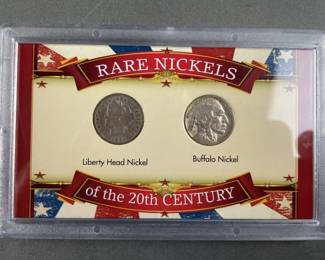 RARE NICKELS
Liberty Head Nickel
Buffalo Nickel
of the 20th CENTURY